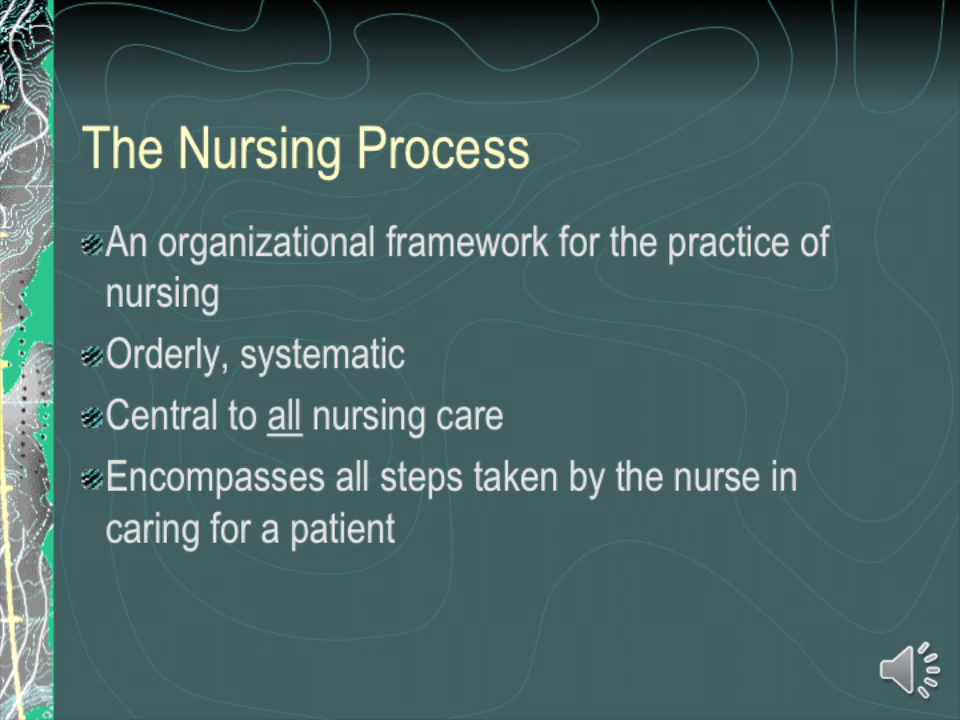 The Nursing Process
An organizational framework for the practice of
nursing
Orderly, systematic
Central to all nursing care
Encompasses all steps taken by the nurse in
caring for a patient